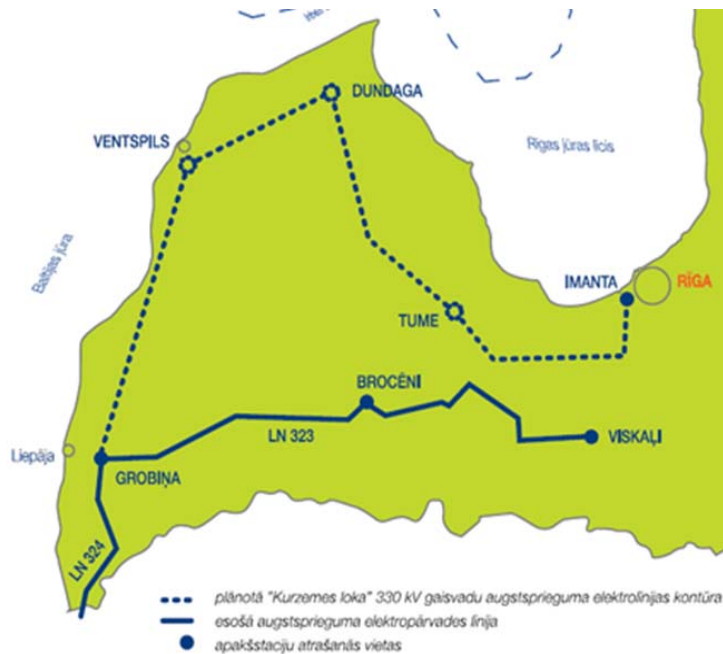 DUNDAGA
VENTSPILS
Rīgas jūras līcis
Baltijas jūra
IMANTA
RĪGA
TUME
BROCĒNI
LN 323
VISKAĻI
Liepāja
GROBIŅA
LN 324
plānotā "Kurzemes loka" 330 kV gaisvadu augstsprieguma elektrolīnijas kontūra
esošā augstsprieguma elektropārvades līnija
apakšstaciju atrašanās vietas